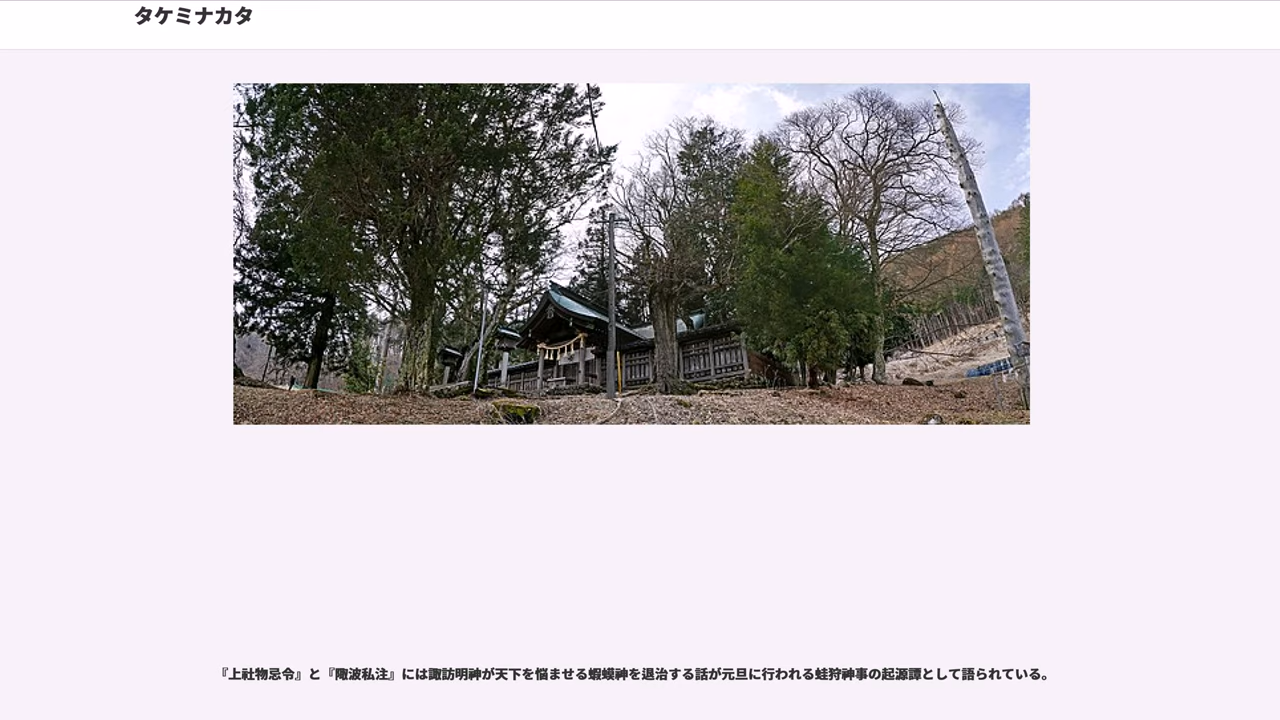 タケミナカタ
『上社物忌令』と『陬波私注』には諏訪明神が天下を悩ませる蝦蟆神を退治する話が元旦に行われる蛙狩神事の起源譚として語られている。